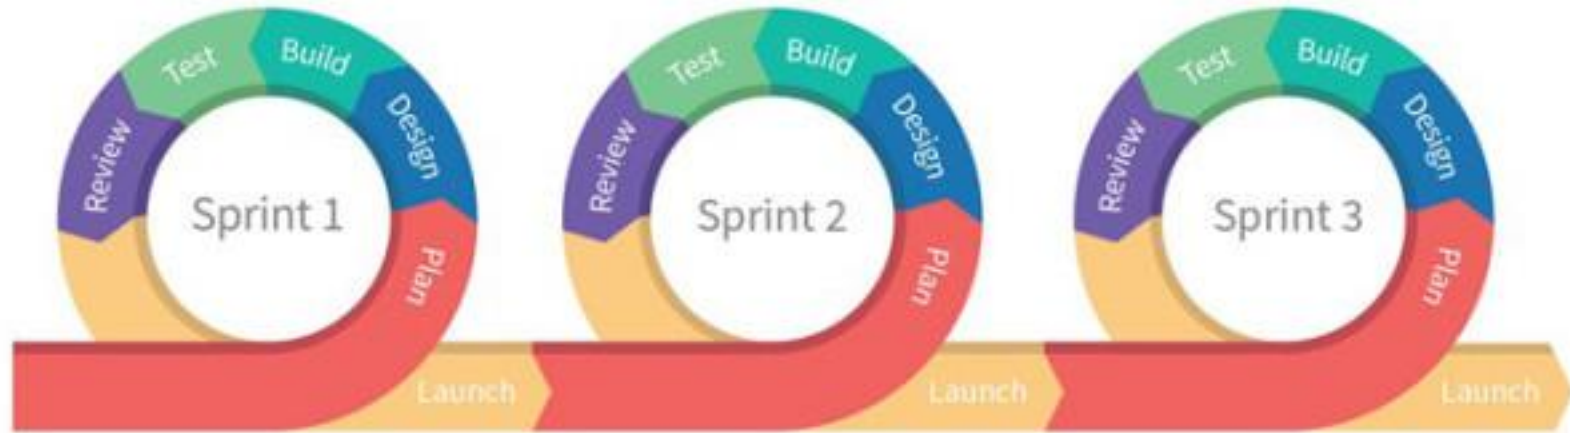 Sprint 1
Plan
Design
Build
Test
Review
Launch
Sprint 2
Plan
Design
Build
Test
Review
Launch
Sprint 3
Plan
Design
Build
Test
Review
Launch